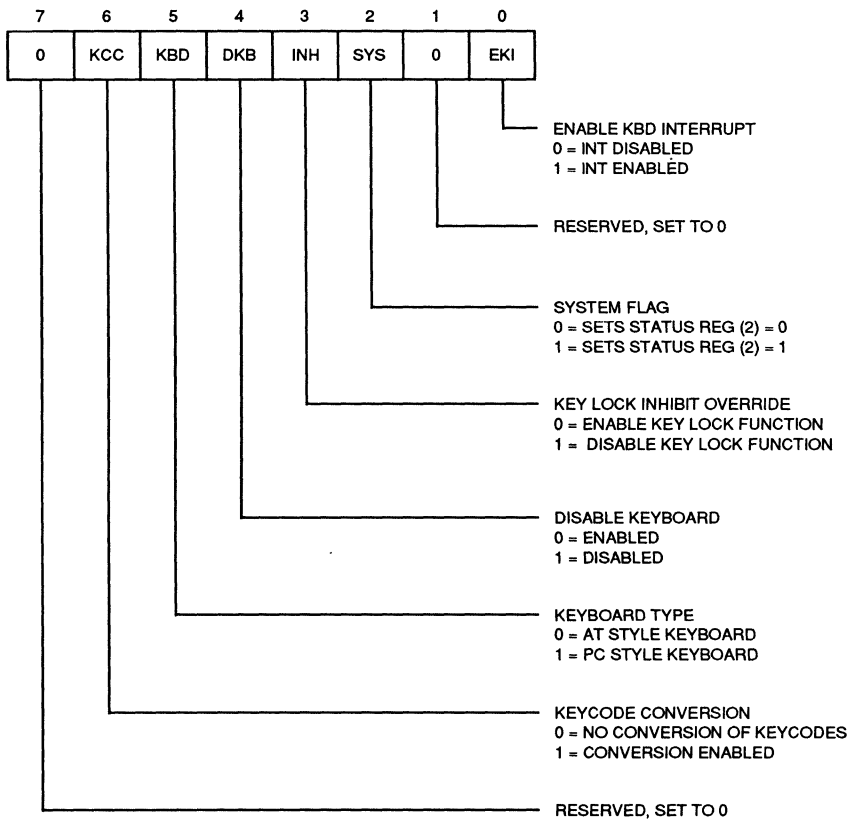 7 6 5 4 3 2 1 0
0 KCC KBD DKB INH SYS 0 EKI
ENABLE KBD INTERRUPT
0 = INT DISABLED
1 = INT ENABLED
RESERVED, SET TO 0
SYSTEM FLAG
0 = SETS STATUS REG (2) = 0
1 = SETS STATUS REG (2) = 1
KEY LOCK INHIBIT OVERRIDE
0 = ENABLE KEY LOCK FUNCTION
1 = DISABLE KEY LOCK FUNCTION
DISABLE KEYBOARD
0 = ENABLED
1 = DISABLED
KEYBOARD TYPE
0 = AT STYLE KEYBOARD
1 = PC STYLE KEYBOARD
KEYCODE CONVERSION
0 = NO CONVERSION OF KEYCODES
1 = CONVERSION ENABLED
RESERVED, SET TO 0